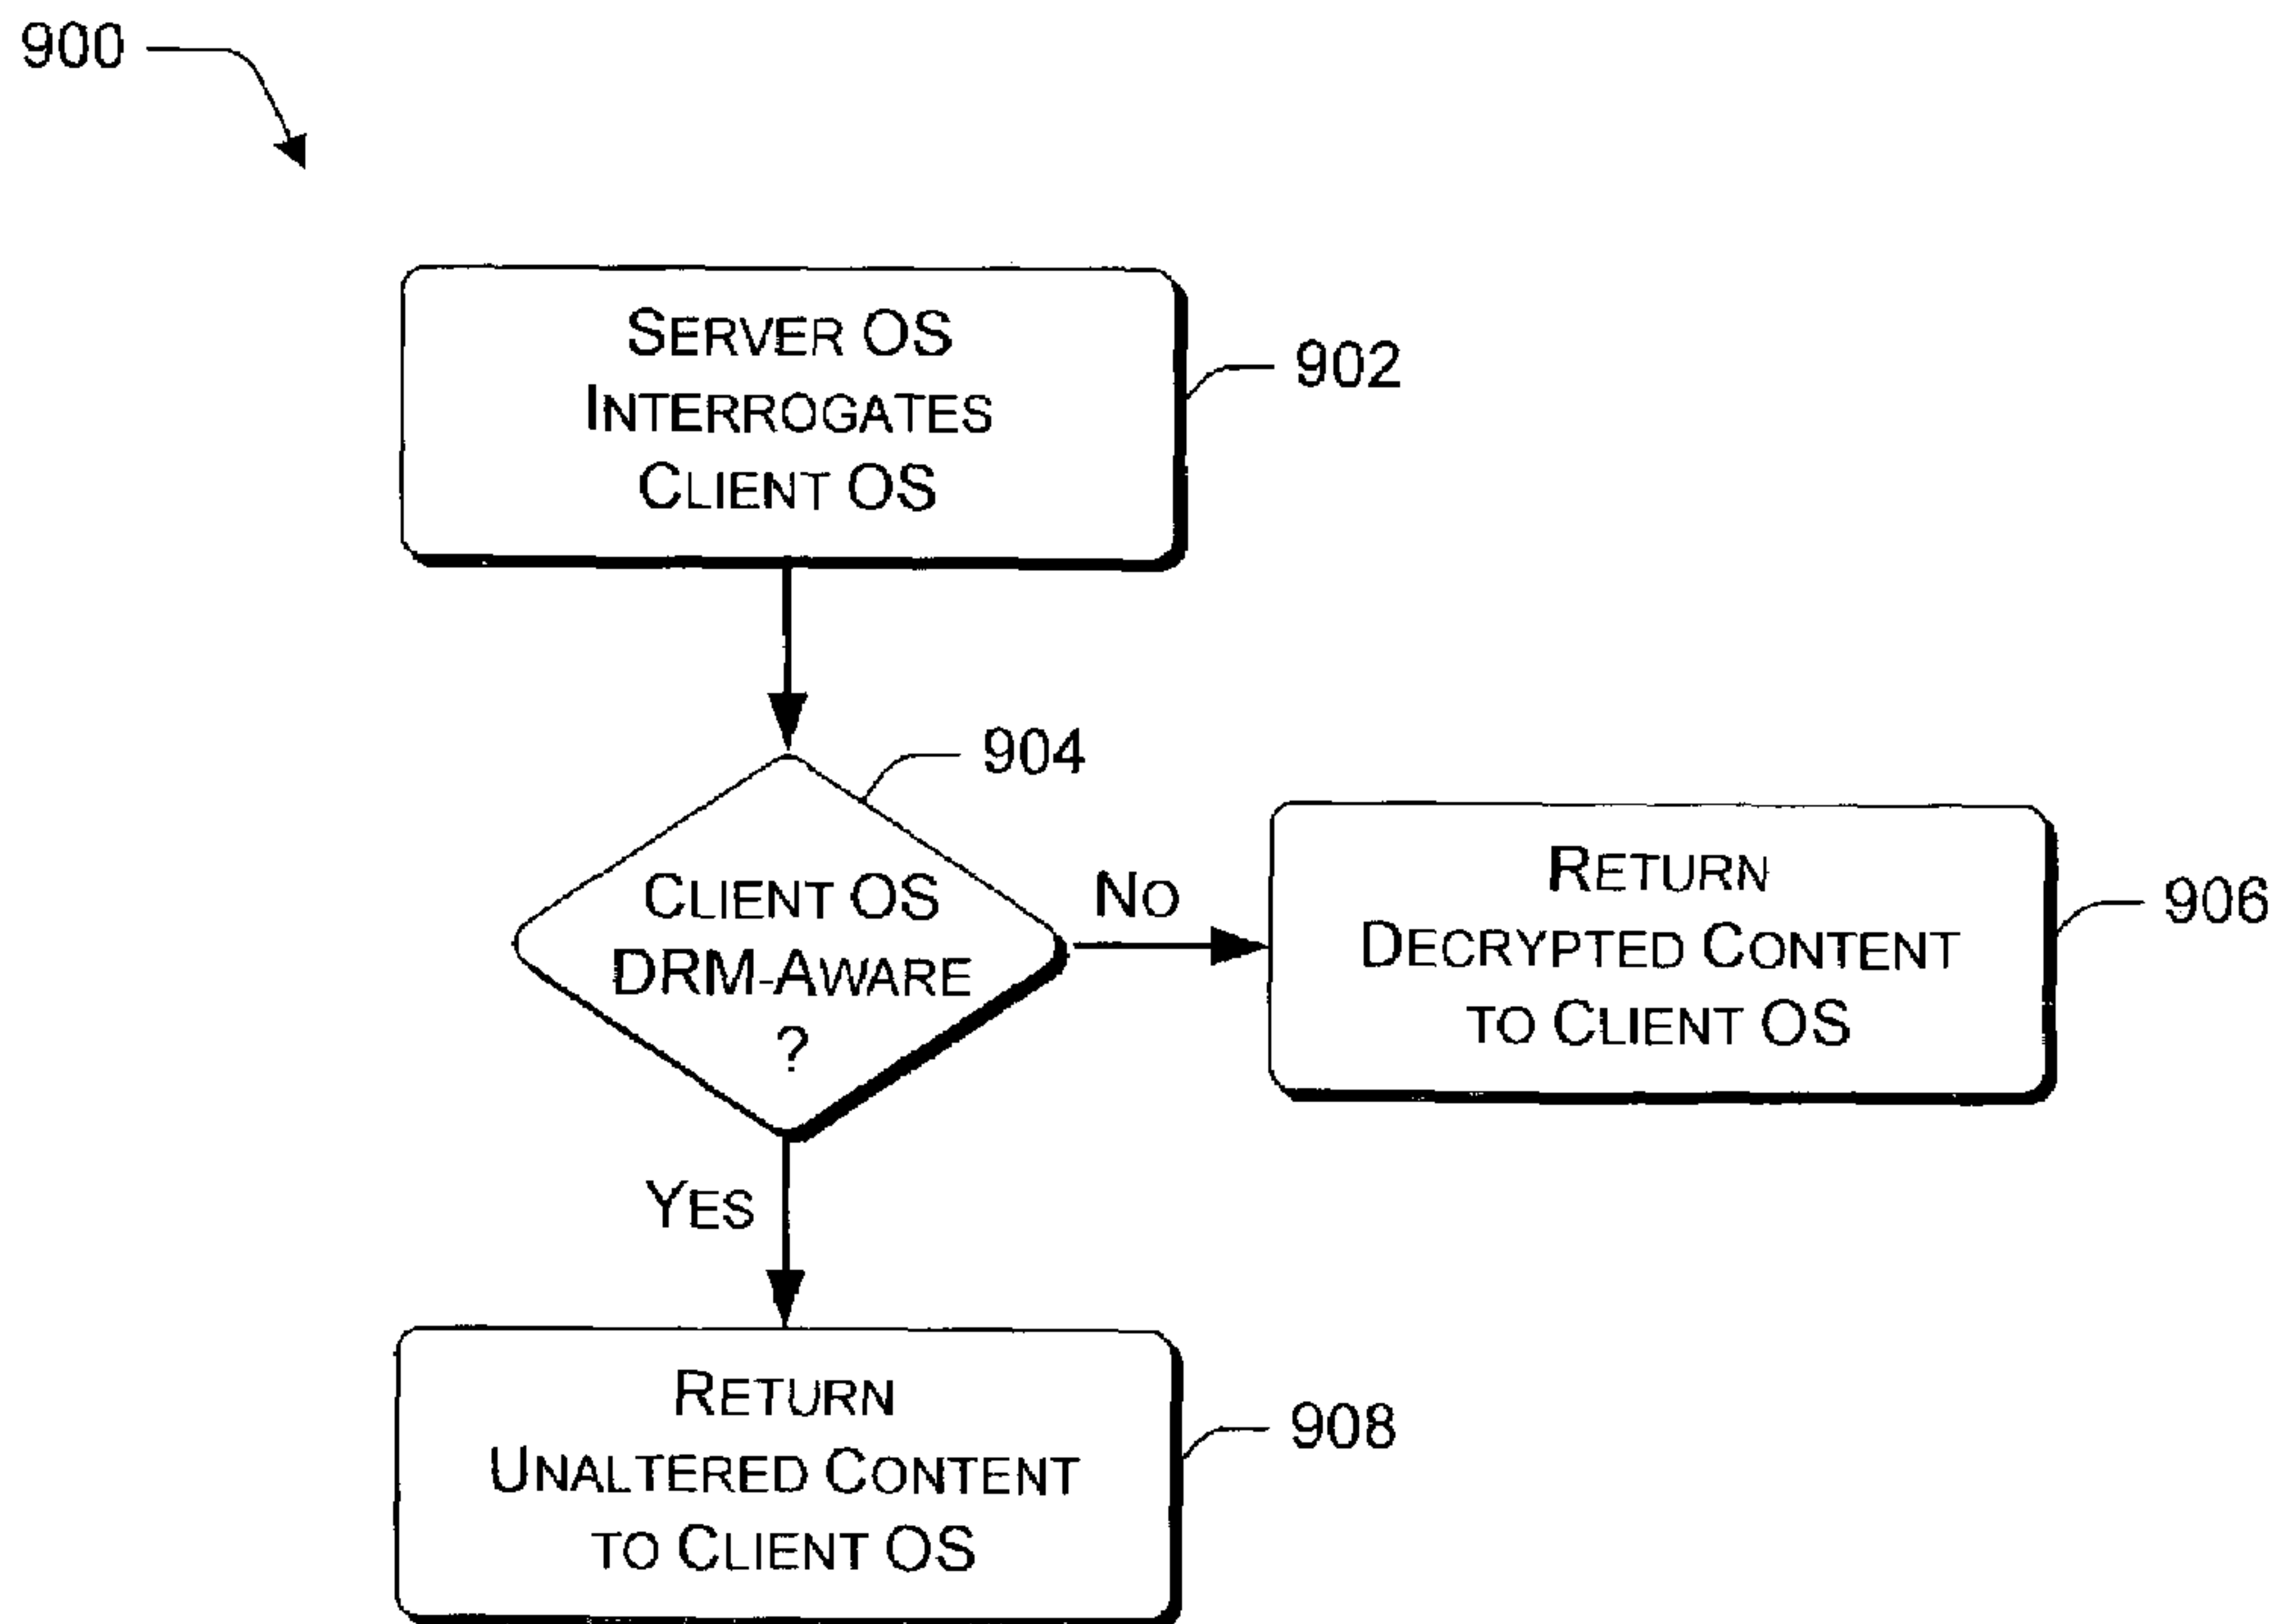 900
SERVER OS
INTERROGATES
CLIENT OS
902
904
CLIENT OS
DRM-AWARE
?
NO
RETURN
DECRYPTED CONTENT
TO CLIENT OS
906
YES
RETURN
UNALTERED CONTENT
TO CLIENT OS
908